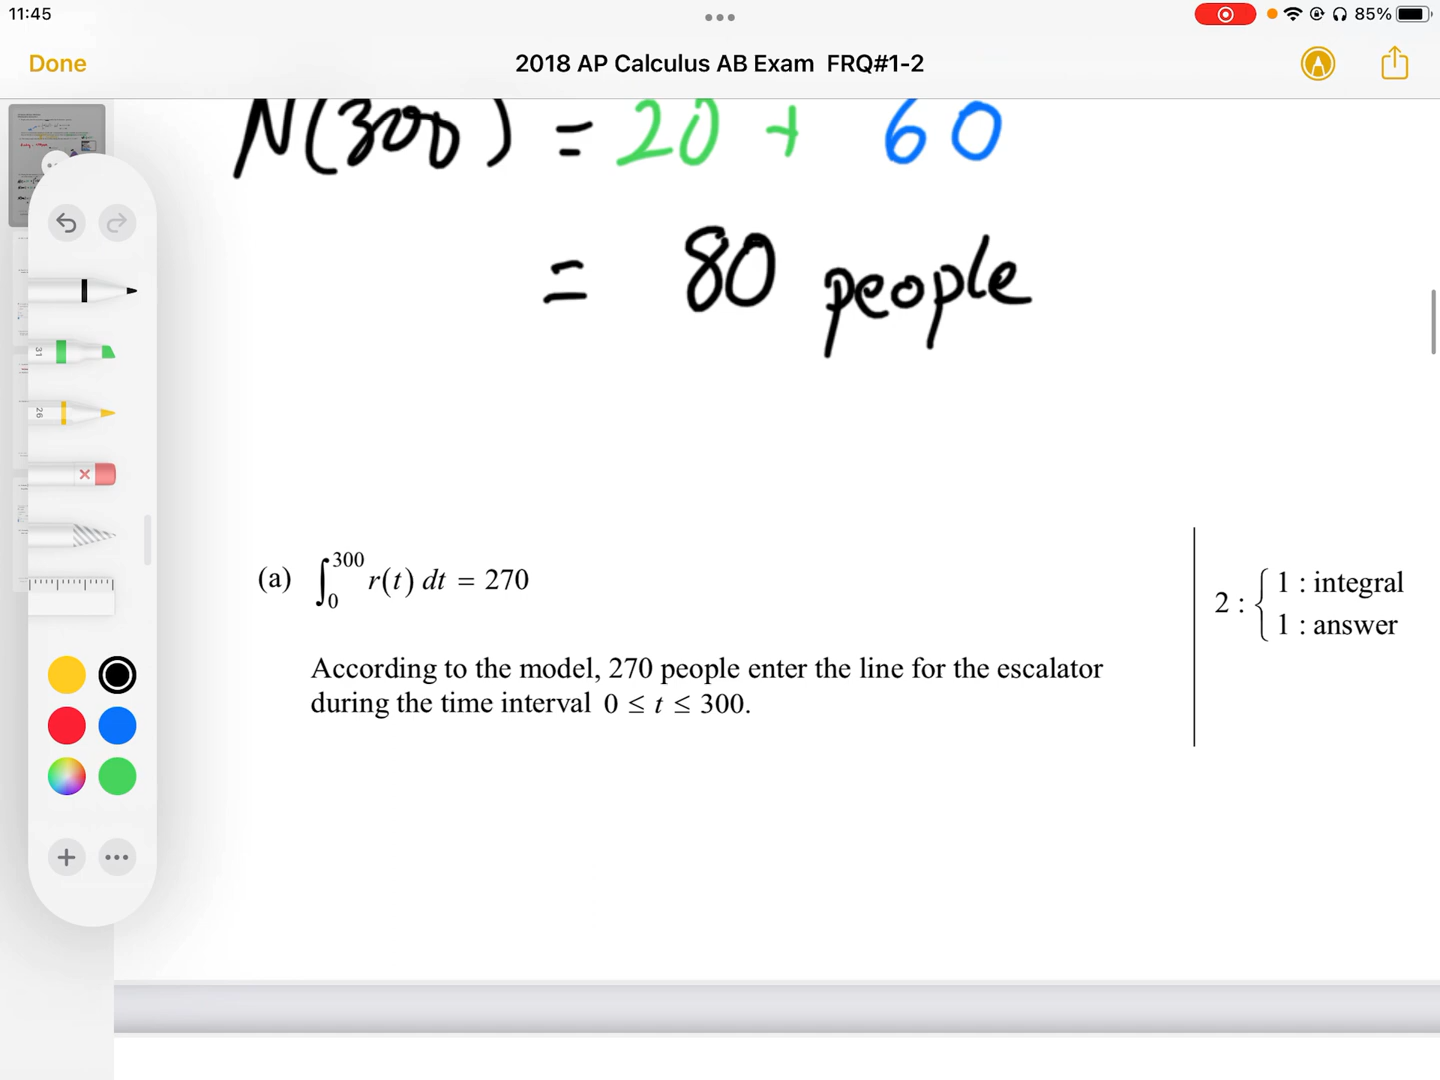 11:45
85%
Done
2018 AP Calculus AB Exam FRQ#1-2
N(300) = 20 + 60
= 80 people
31
26
(a) ∫₀³⁰⁰ r(t) dt = 270
2 : { 1 : integral
1 : answer
According to the model, 270 people enter the line for the escalator
during the time interval 0 ≤ t ≤ 300.